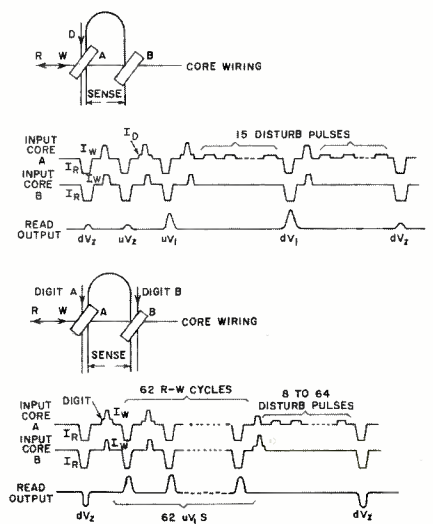 D
R W A B CORE WIRING
SENSE
15 DISTURB PULSES
INPUT CORE A I_W I_D
I_R
INPUT CORE B I_W
I_R
READ OUTPUT
dV_z uV_z uV_1 dV_1 dV_z
DIGIT A DIGIT B
R W A B CORE WIRING
SENSE
62 R-W CYCLES
8 TO 64 DISTURB PULSES
DIGIT
INPUT CORE A I_W
I_R
INPUT CORE B I_W
I_R
READ OUTPUT
dV_z 62 uV_1 S dV_z